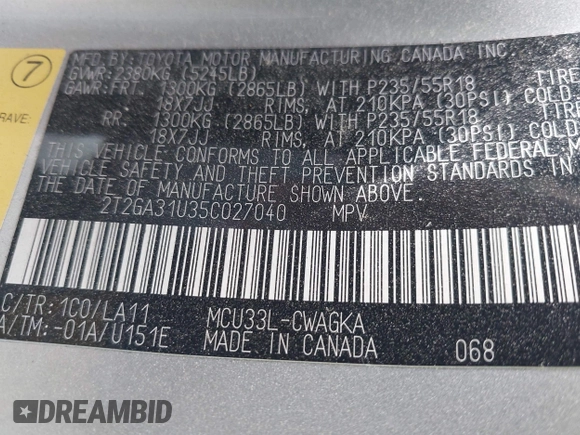 7
RAVE:
MFD. BY: TOYOTA MOTOR MANUFACTURING CANADA INC.
GVWR: 2380KG (5245LB)
GAWR: FRT. 1300KG (2865LB) WITH P235/55R18 TIRE
18X7JJ RIMS, AT 210KPA (30PSI) COLD
RR. 1300KG (2865LB) WITH P235/55R18 TIRE
18X7JJ RIMS, AT 210KPA (30PSI) COLD
THIS VEHICLE CONFORMS TO ALL APPLICABLE FEDERAL M
VEHICLE SAFETY AND THEFT PREVENTION STANDARDS IN
THE DATE OF MANUFACTURE SHOWN ABOVE.
2T2GA31U35C027040 MPV
C/TR: 1C0/LA11 MCU33L-CWAGKA
A/TM: -01A/U151E MADE IN CANADA 068
DREAMBID